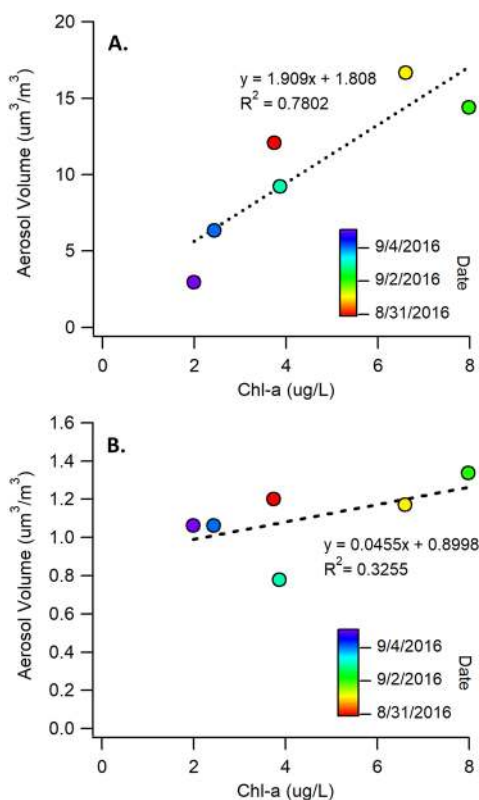 A.
20
15
10
5
0
Aerosol Volume (um³/m³)
y = 1.909x + 1.808
R² = 0.7802
9/4/2016
9/2/2016
8/31/2016
Date
0 2 4 6 8
Chl-a (ug/L)
B.
1.6
1.4
1.2
1.0
0.8
0.6
0.4
0.2
0.0
Aerosol Volume (um³/m³)
y = 0.0455x + 0.8998
R² = 0.3255
9/4/2016
9/2/2016
8/31/2016
Date
0 2 4 6 8
Chl-a (ug/L)